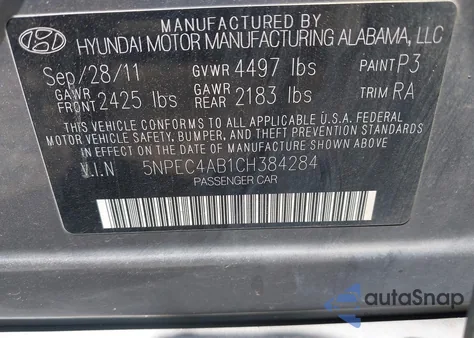 MANUFACTURED BY
HYUNDAI MOTOR MANUFACTURING ALABAMA, LLC
Sep/28/11 GVWR 4497 lbs PAINT P3
GAWR FRONT 2425 lbs GAWR REAR 2183 lbs TRIM RA
THIS VEHICLE CONFORMS TO ALL APPLICABLE U.S.A. FEDERAL
MOTOR VEHICLE SAFETY, BUMPER, AND THEFT PREVENTION STANDARDS
IN EFFECT ON THE DATE OF MANUFACTURE SHOWN ABOVE.
V.I.N 5NPEC4AB1CH384284
PASSENGER CAR
autoSnap